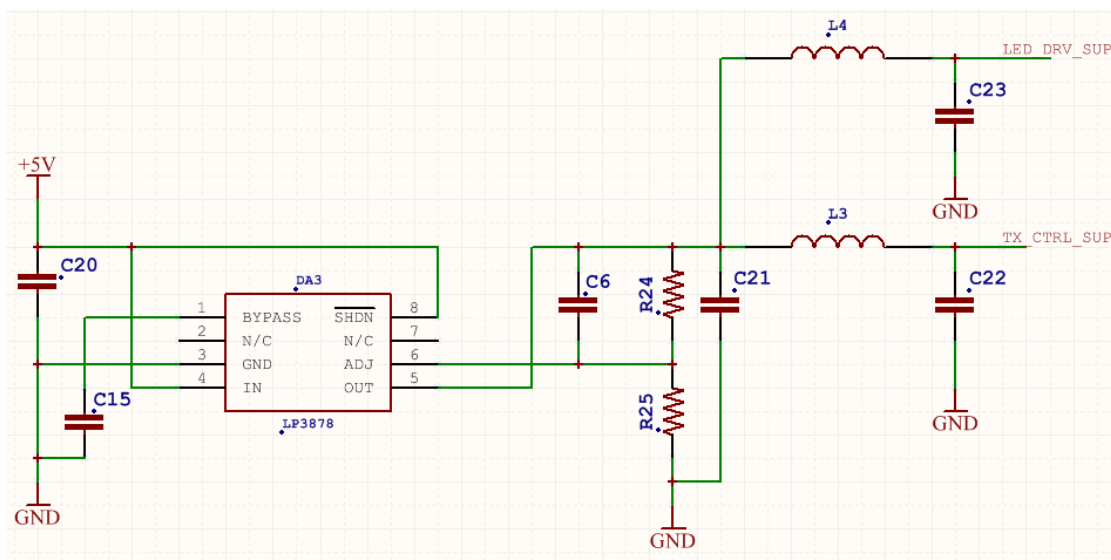 L4
LED_DRV_SUP
C23
+5V
GND
L3
TX_CTRL_SUP
C20
DA3
C6
R24
C21
C22
1 BYPASS SHDN 8
2 N/C N/C 7
3 GND ADJ 6
4 IN OUT 5
C15
R25
LP3878
GND
GND
GND